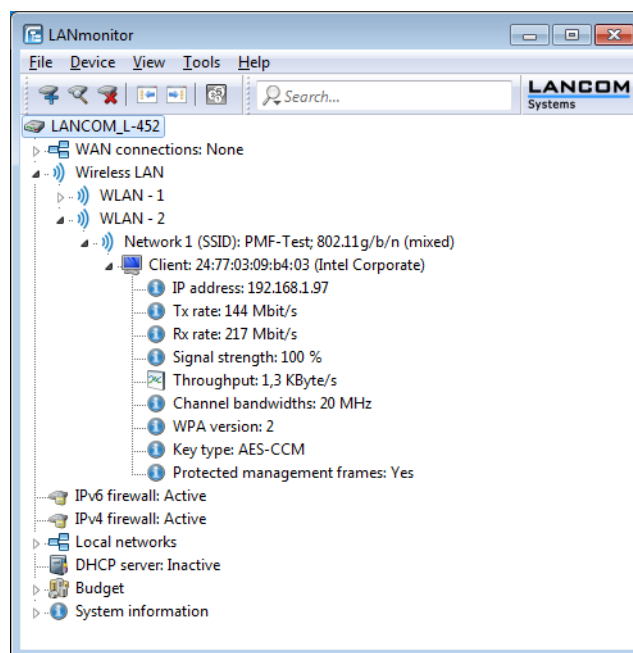 LANmonitor
File Device View Tools Help
Search...
LANCOM
Systems
LANCOM_L-452
WAN connections: None
Wireless LAN
WLAN - 1
WLAN - 2
Network 1 (SSID): PMF-Test; 802.11g/b/n (mixed)
Client: 24:77:03:09:b4:03 (Intel Corporate)
IP address: 192.168.1.97
Tx rate: 144 Mbit/s
Rx rate: 217 Mbit/s
Signal strength: 100 %
Throughput: 1,3 KByte/s
Channel bandwidths: 20 MHz
WPA version: 2
Key type: AES-CCM
Protected management frames: Yes
IPv6 firewall: Active
IPv4 firewall: Active
Local networks
DHCP server: Inactive
Budget
System information